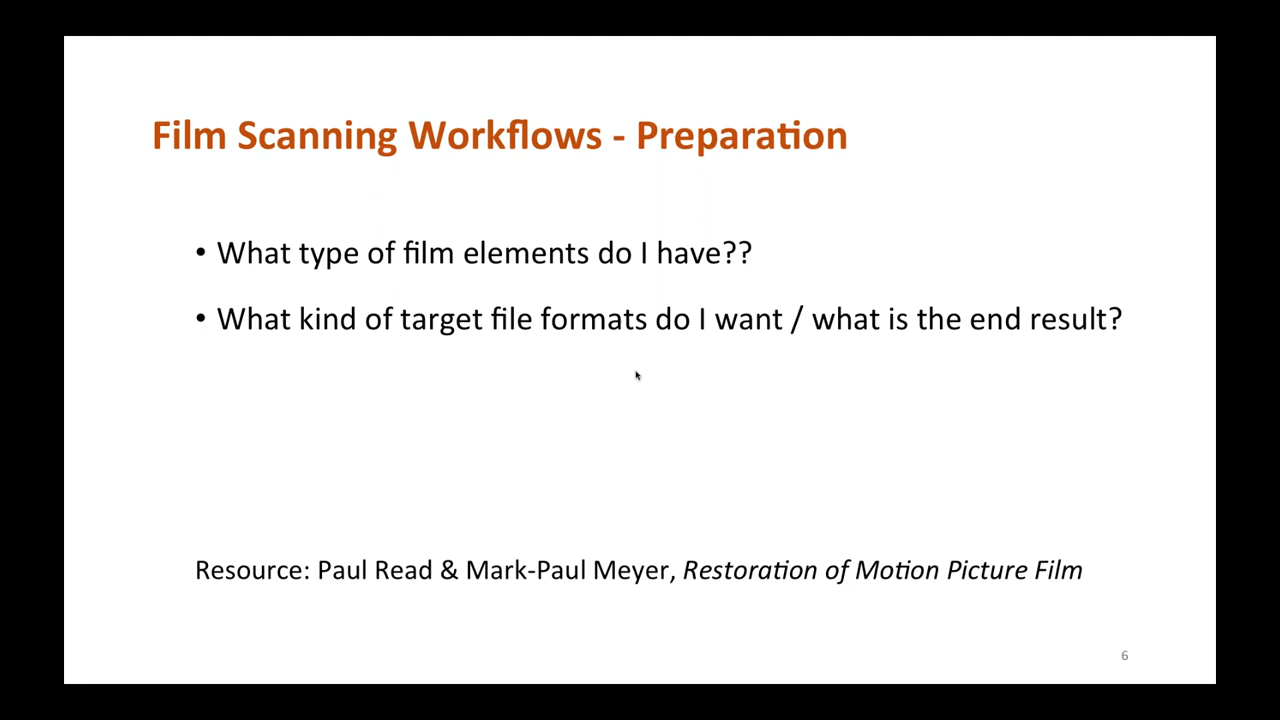 Film Scanning Workflows - Preparation
• What type of film elements do I have??
• What kind of target file formats do I want / what is the end result?
Resource: Paul Read & Mark-Paul Meyer, Restoration of Motion Picture Film
6